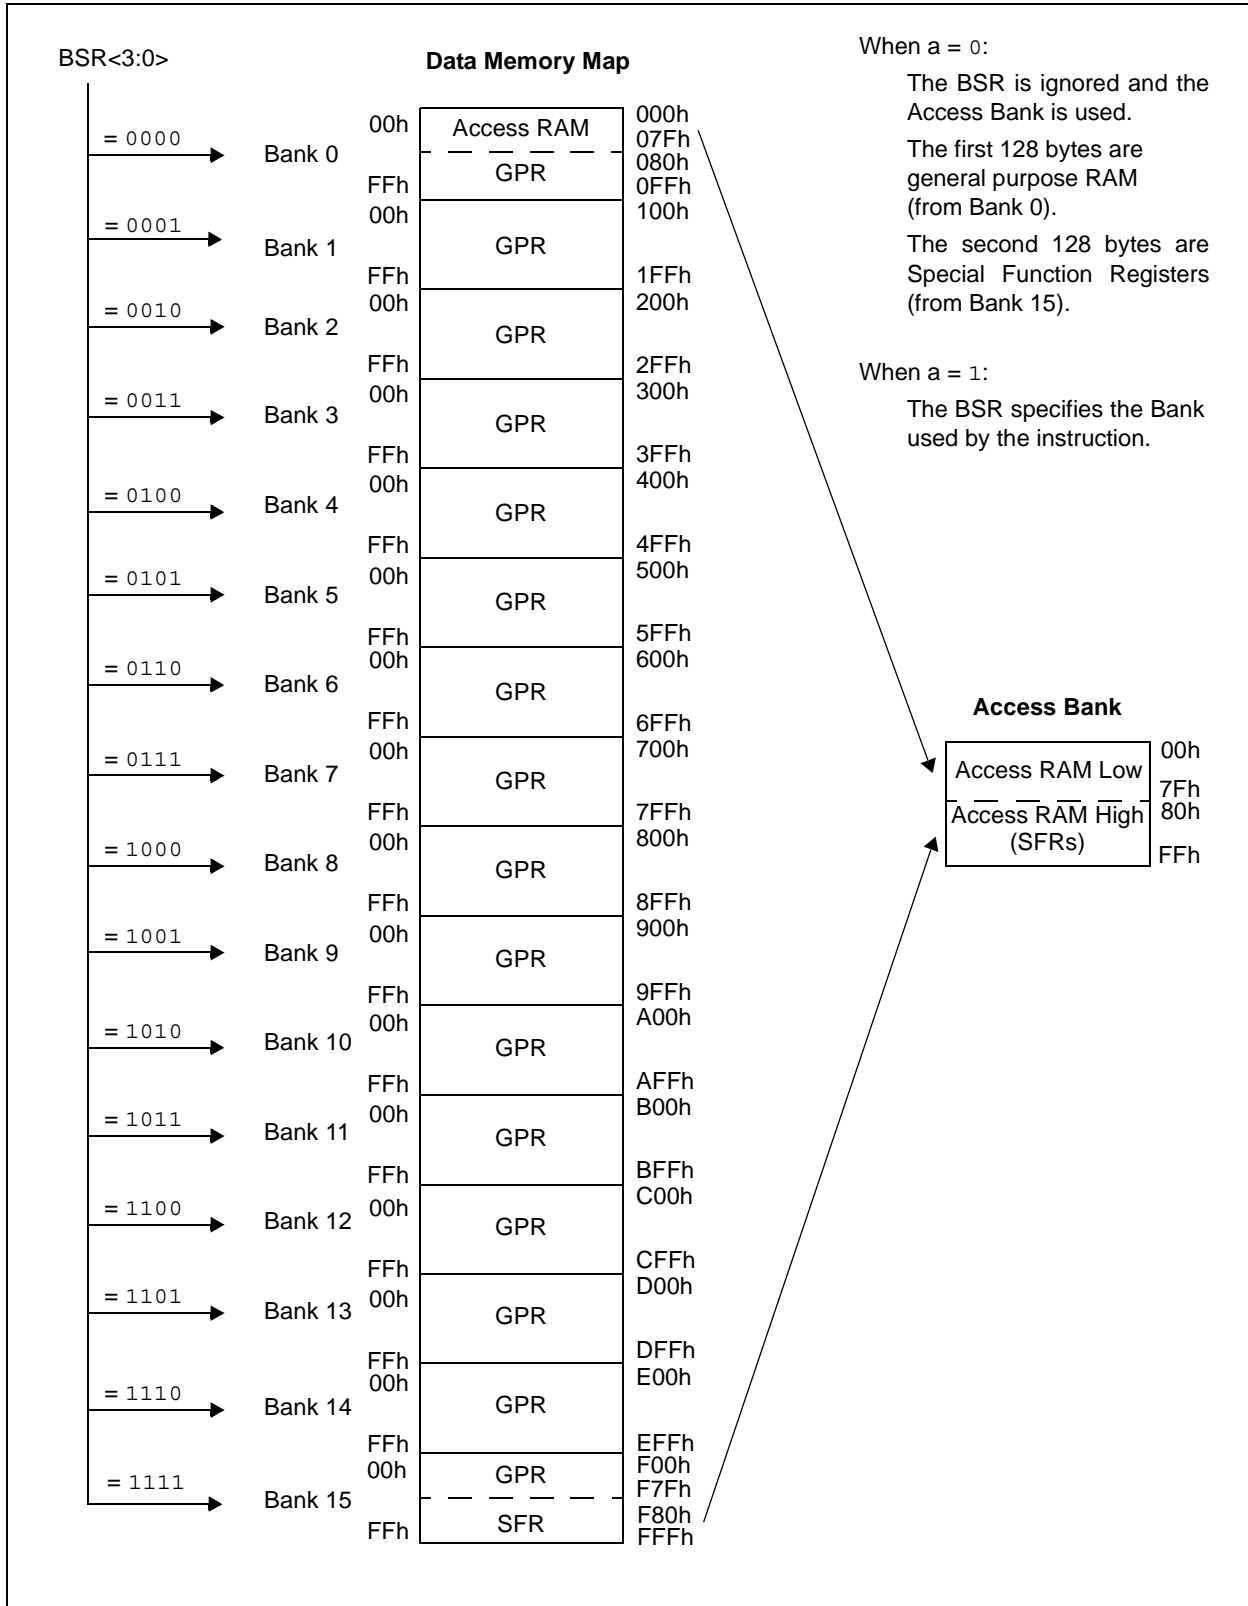 BSR<3:0>
Data Memory Map
When a = 0:
The BSR is ignored and the
Access Bank is used.
The first 128 bytes are
general purpose RAM
(from Bank 0).
The second 128 bytes are
Special Function Registers
(from Bank 15).
When a = 1:
The BSR specifies the Bank
used by the instruction.
= 0000
Bank 0
00h
Access RAM
000h
07Fh
080h
GPR
FFh
0FFh
= 0001
Bank 1
00h
GPR
100h
FFh
1FFh
= 0010
Bank 2
00h
GPR
200h
FFh
2FFh
= 0011
Bank 3
00h
GPR
300h
FFh
3FFh
= 0100
Bank 4
00h
GPR
400h
FFh
4FFh
= 0101
Bank 5
00h
GPR
500h
FFh
5FFh
= 0110
Bank 6
00h
GPR
600h
FFh
6FFh
= 0111
Bank 7
00h
GPR
700h
FFh
7FFh
= 1000
Bank 8
00h
GPR
800h
FFh
8FFh
= 1001
Bank 9
00h
GPR
900h
FFh
9FFh
= 1010
Bank 10
00h
GPR
A00h
FFh
AFFh
= 1011
Bank 11
00h
GPR
B00h
FFh
BFFh
= 1100
Bank 12
00h
GPR
C00h
FFh
CFFh
= 1101
Bank 13
00h
GPR
D00h
FFh
DFFh
= 1110
Bank 14
00h
GPR
E00h
FFh
EFFh
= 1111
Bank 15
00h
GPR
F00h
F7Fh
F80h
SFR
FFh
FFFh
Access Bank
Access RAM Low
00h
7Fh
Access RAM High
(SFRs)
80h
FFh